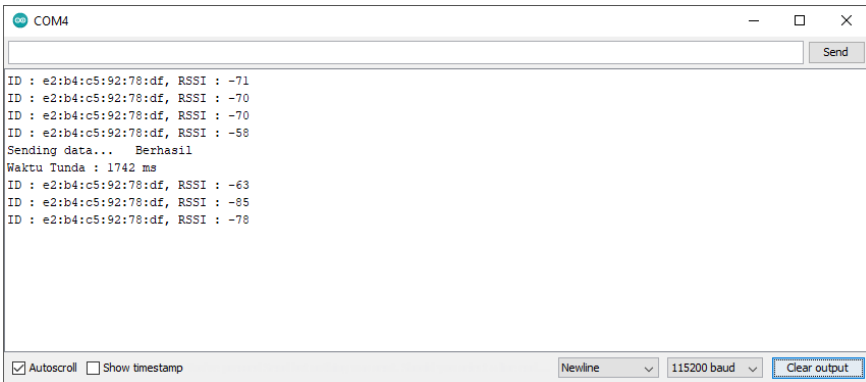 COM4
Send
ID : e2:b4:c5:92:78:df, RSSI : -71
ID : e2:b4:c5:92:78:df, RSSI : -70
ID : e2:b4:c5:92:78:df, RSSI : -70
ID : e2:b4:c5:92:78:df, RSSI : -58
Sending data...   Berhasil
Waktu Tunda : 1742 ms
ID : e2:b4:c5:92:78:df, RSSI : -63
ID : e2:b4:c5:92:78:df, RSSI : -85
ID : e2:b4:c5:92:78:df, RSSI : -78
Autoscroll Show timestamp Newline 115200 baud Clear output